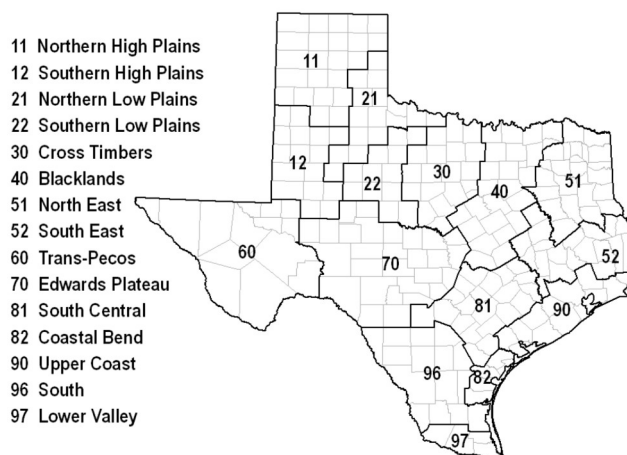 11 Northern High Plains
12 Southern High Plains
21 Northern Low Plains
22 Southern Low Plains
30 Cross Timbers
40 Blacklands
51 North East
52 South East
60 Trans-Pecos
70 Edwards Plateau
81 South Central
82 Coastal Bend
90 Upper Coast
96 South
97 Lower Valley
11
21
12
22
30
40
51
60
70
52
81
90
96
82
97